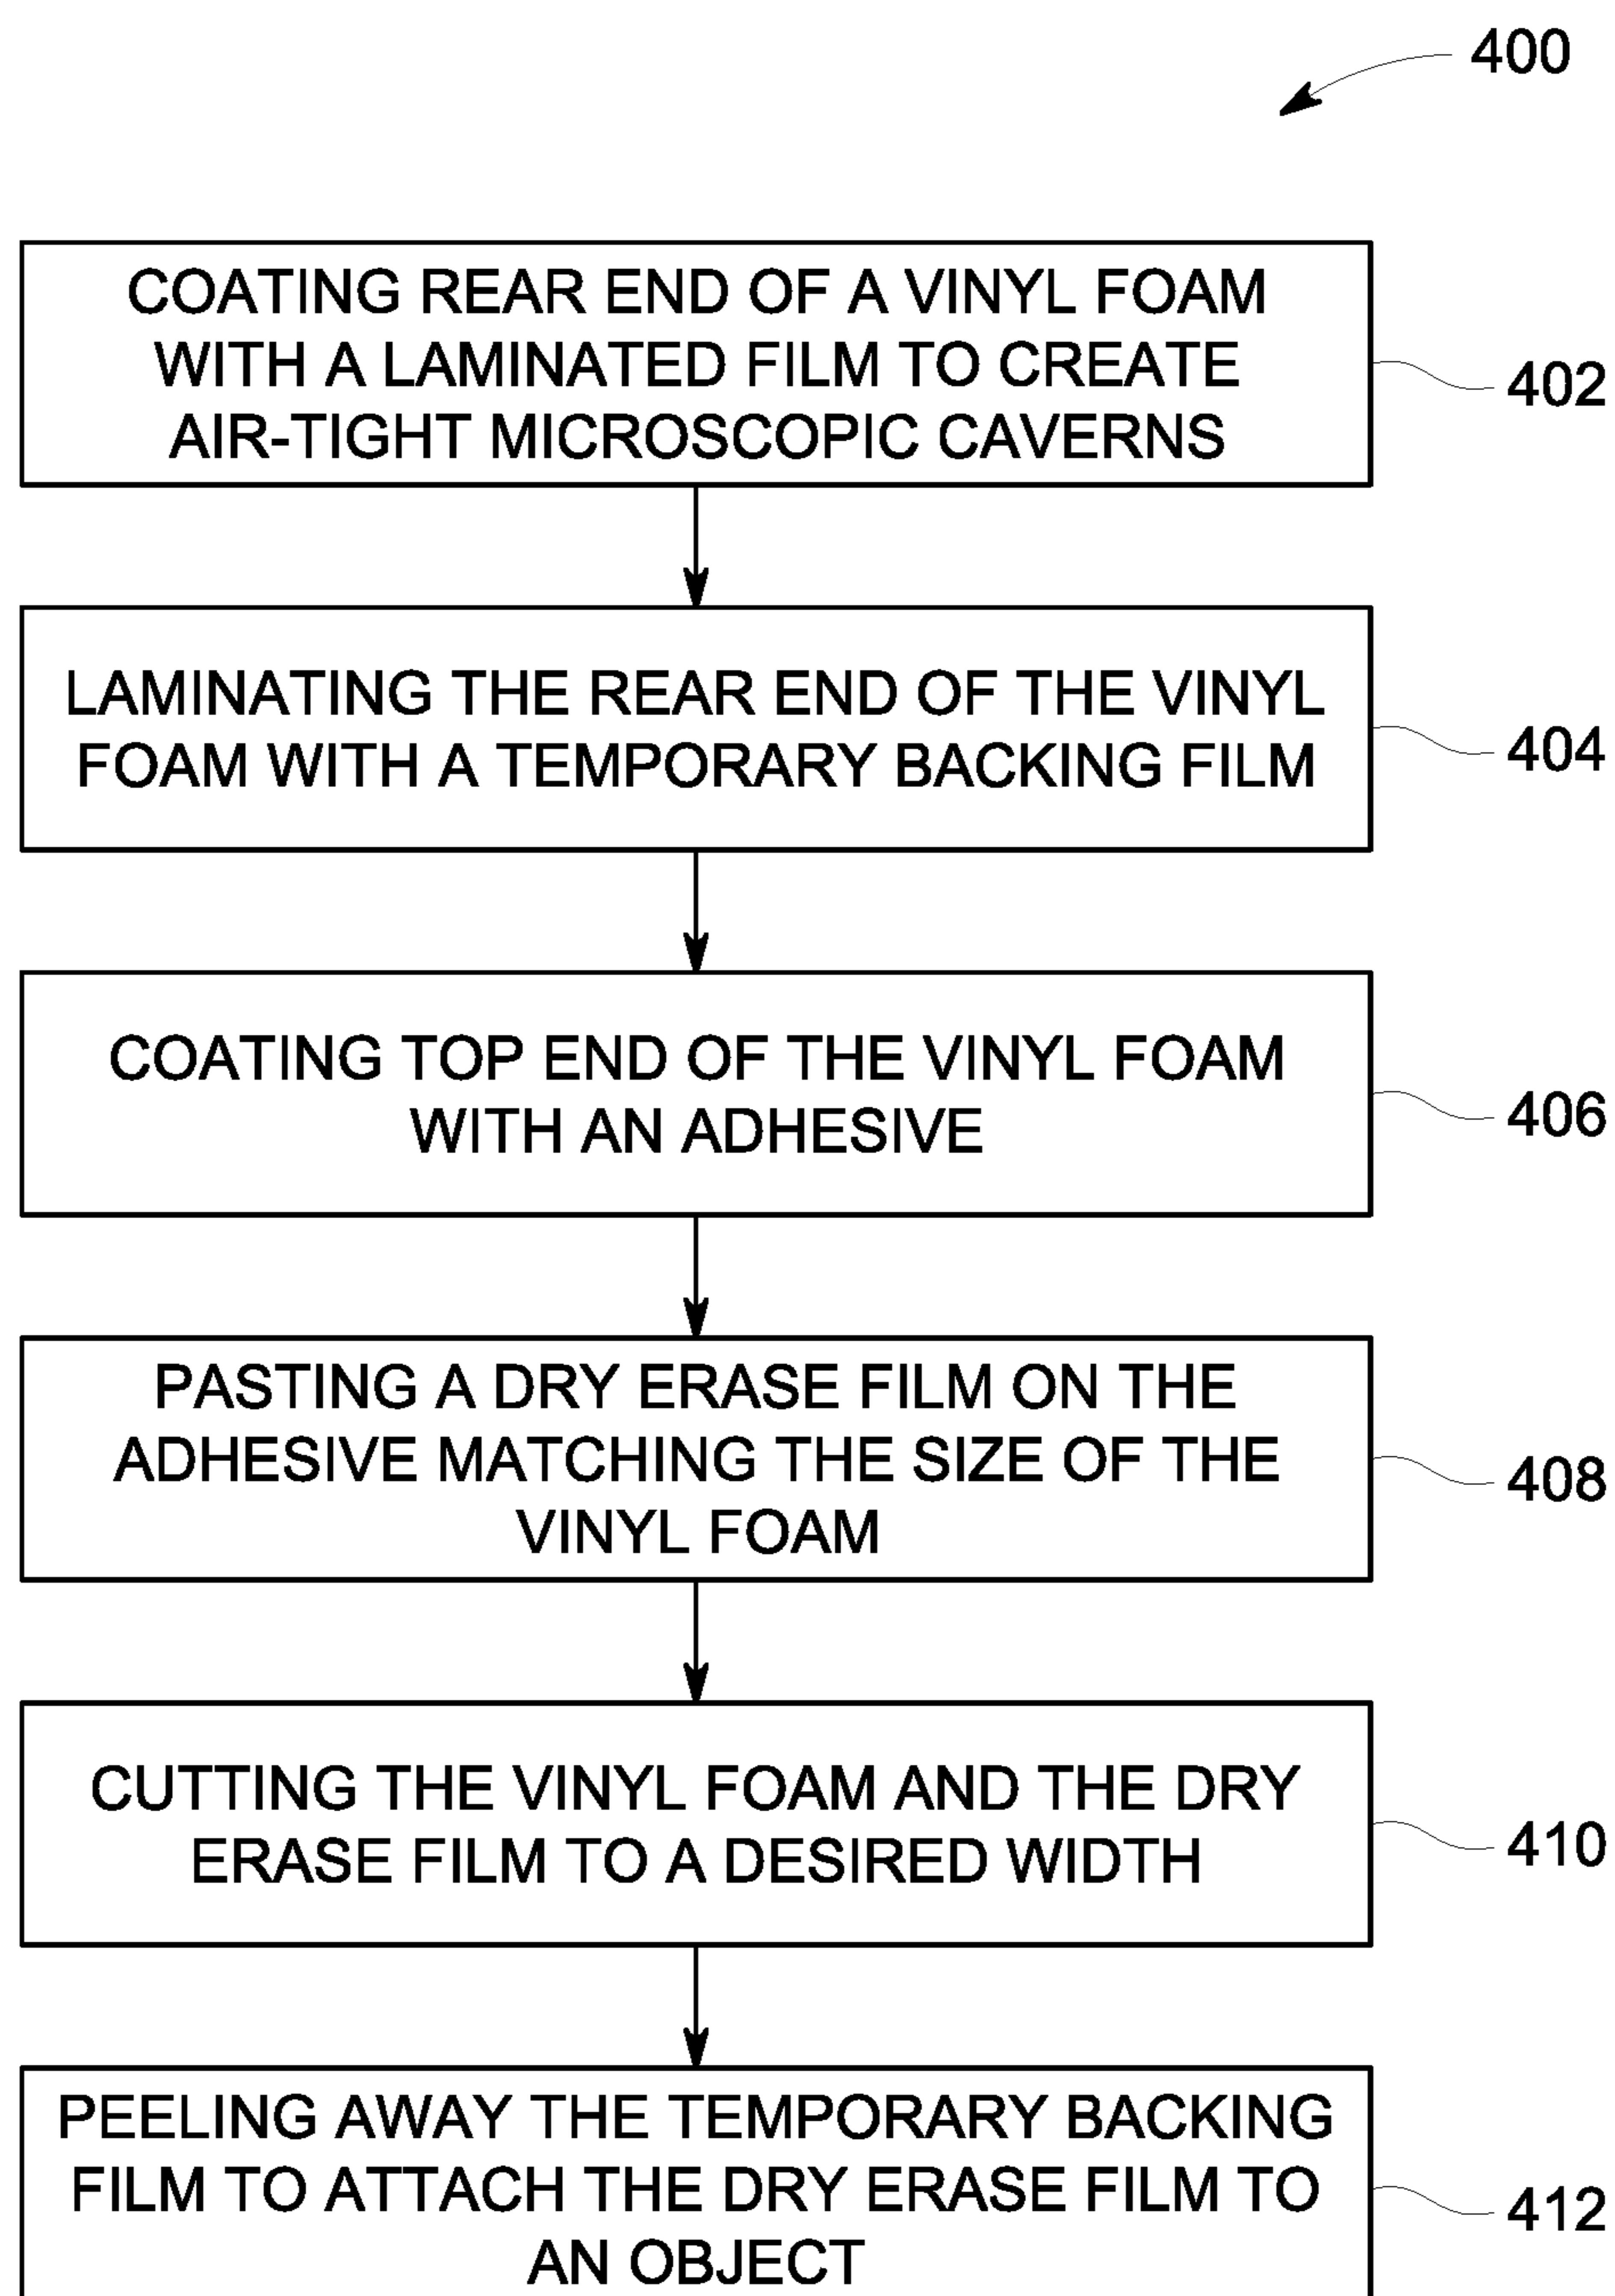 400
COATING REAR END OF A VINYL FOAM
WITH A LAMINATED FILM TO CREATE
AIR-TIGHT MICROSCOPIC CAVERNS
402
LAMINATING THE REAR END OF THE VINYL
FOAM WITH A TEMPORARY BACKING FILM
404
COATING TOP END OF THE VINYL FOAM
WITH AN ADHESIVE
406
PASTING A DRY ERASE FILM ON THE
ADHESIVE MATCHING THE SIZE OF THE
VINYL FOAM
408
CUTTING THE VINYL FOAM AND THE DRY
ERASE FILM TO A DESIRED WIDTH
410
PEELING AWAY THE TEMPORARY BACKING
FILM TO ATTACH THE DRY ERASE FILM TO
AN OBJECT
412